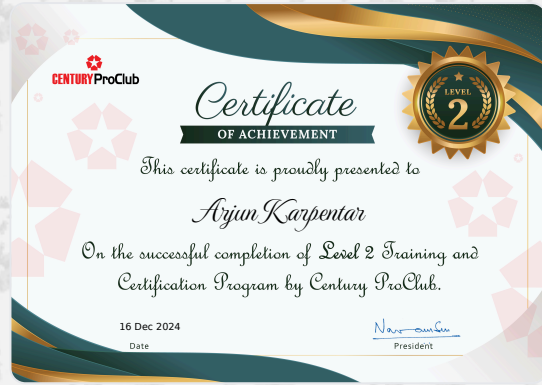 CENTURY ProClub
Certificate
OF ACHIEVEMENT
LEVEL
2
This certificate is proudly presented to
Arjun Karpentar
On the successful completion of Level 2 Training and
Certification Program by Century ProClub.
16 Dec 2024
Date
President